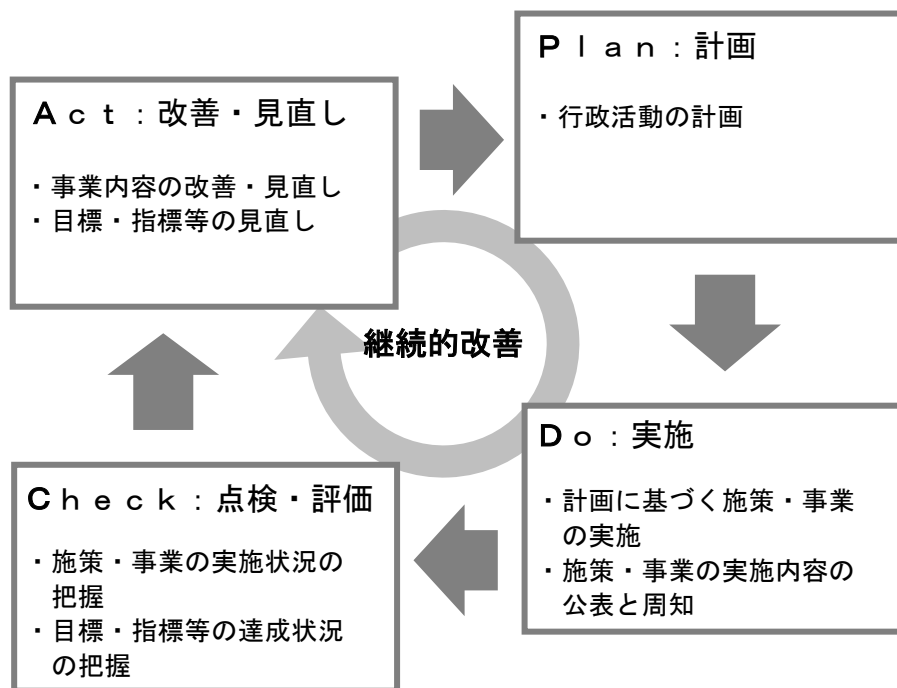 Ｐｌａｎ：計画
・行政活動の計画
Ａｃｔ：改善・見直し
・事業内容の改善・見直し
・目標・指標等の見直し
継続的改善
Ｄｏ：実施
・計画に基づく施策・事業
の実施
・施策・事業の実施内容の
公表と周知
Ｃｈｅｃｋ：点検・評価
・施策・事業の実施状況の
把握
・目標・指標等の達成状況
の把握